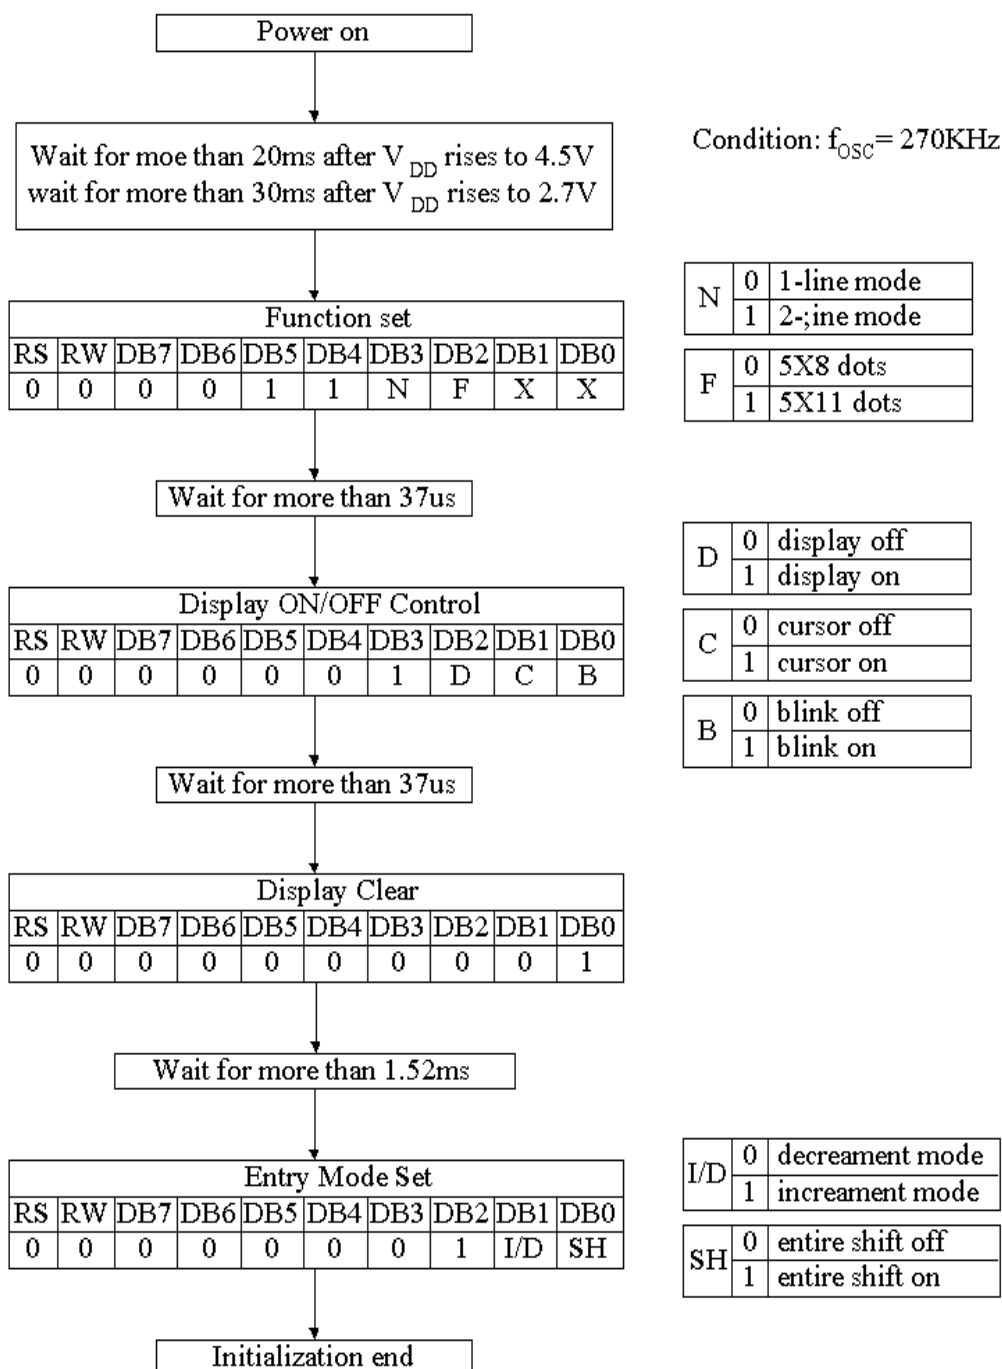 Power on
Wait for moe than 20ms after V DD rises to 4.5V
wait for more than 30ms after V DD rises to 2.7V
Condition: fOSC= 270KHz
Function set
RS RW DB7 DB6 DB5 DB4 DB3 DB2 DB1 DB0
0 0 0 0 1 1 N F X X
N 0 1-line mode
1 2-;ine mode
F 0 5X8 dots
1 5X11 dots
Wait for more than 37us
Display ON/OFF Control
RS RW DB7 DB6 DB5 DB4 DB3 DB2 DB1 DB0
0 0 0 0 0 0 1 D C B
D 0 display off
1 display on
C 0 cursor off
1 cursor on
B 0 blink off
1 blink on
Wait for more than 37us
Display Clear
RS RW DB7 DB6 DB5 DB4 DB3 DB2 DB1 DB0
0 0 0 0 0 0 0 0 0 1
Wait for more than 1.52ms
Entry Mode Set
RS RW DB7 DB6 DB5 DB4 DB3 DB2 DB1 DB0
0 0 0 0 0 0 0 1 I/D SH
I/D 0 decreament mode
1 increament mode
SH 0 entire shift off
1 entire shift on
Initialization end